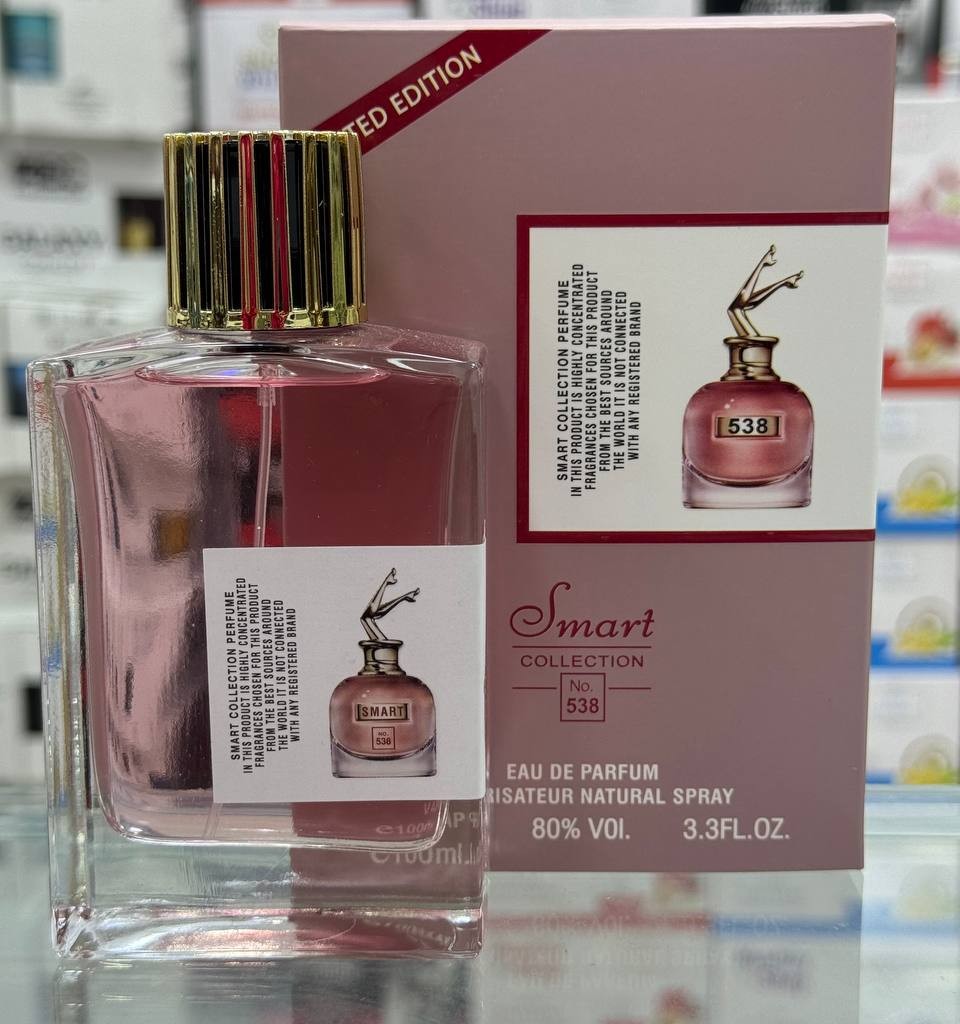 TED EDITION
SMART COLLECTION PERFUME
IN THIS PRODUCT IS HIGHLY CONCENTRATED
FRAGRANCES CHOSEN FOR THIS PRODUCT
FROM THE BEST SOURCES AROUND
THE WORLD IT IS NOT CONNECTED
WITH ANY REGISTERED BRAND
538
Smart
COLLECTION
No.
538
EAU DE PARFUM
RISATEUR NATURAL SPRAY
80% VOl. 3.3FL.OZ.
SMART COLLECTION PERFUME
IN THIS PRODUCT IS HIGHLY CONCENTRATED
FRAGRANCES CHOSEN FOR THIS PRODUCT
FROM THE BEST SOURCES AROUND
THE WORLD IT IS NOT CONNECTED
WITH ANY REGISTERED BRAND
SMART
NO.
538
e100mL